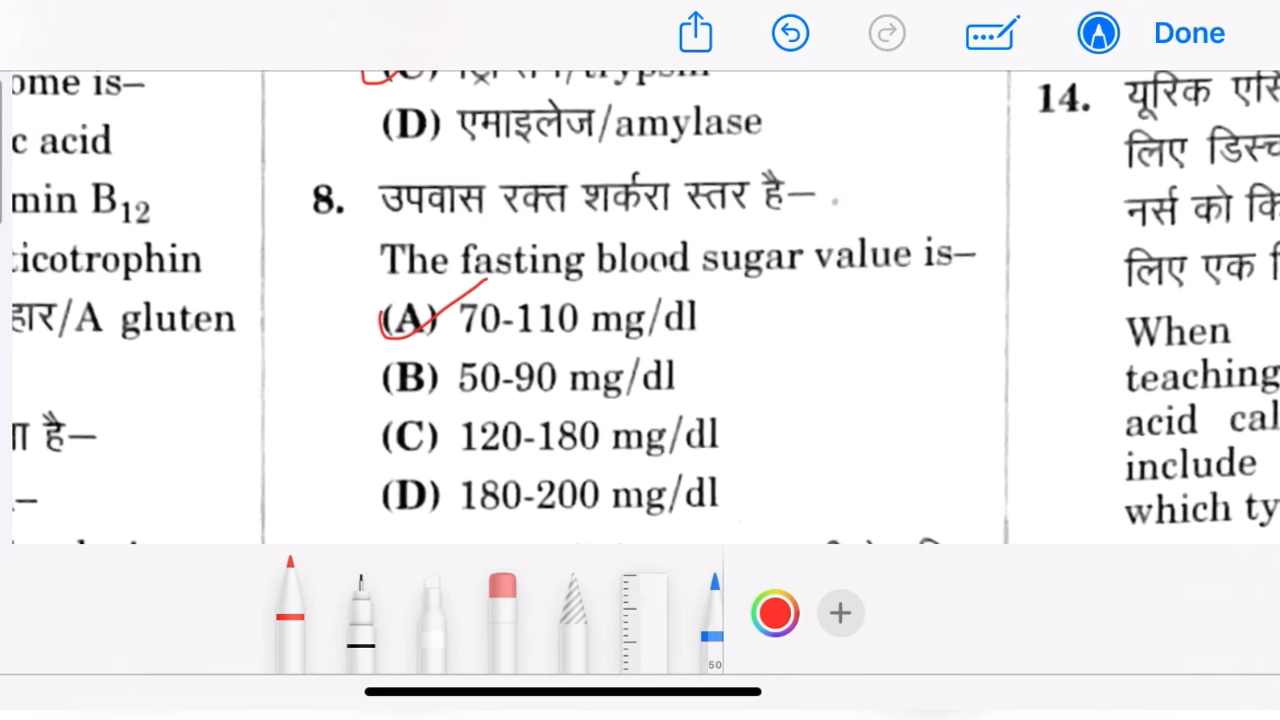 Done
ome is–
c acid
min B12
ticotrophin
हार/A gluten
ा है–
–
(D) एमाइलेज/amylase
8. उपवास रक्त शर्करा स्तर है–
The fasting blood sugar value is–
(A) 70-110 mg/dl
(B) 50-90 mg/dl
(C) 120-180 mg/dl
(D) 180-200 mg/dl
14. यूरिक एसि
लिए डिस्च
नर्स को कि
लिए एक
When
teaching
acid cal
include
which ty
50